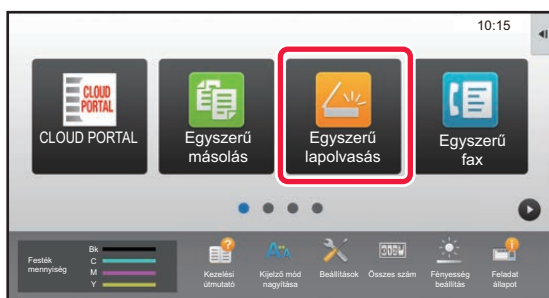 10:15
CLOUD
PORTAL
CLOUD PORTAL
Egyszerű
másolás
Egyszerű
lapolvasás
Egyszerű
fax
Festék
mennyiség
Bk
C
M
Y
Kezelési
útmutató
Kijelző mód
nagyítása
Beállítások
Összes szám
Fényesség
beállítás
Feladat
állapot